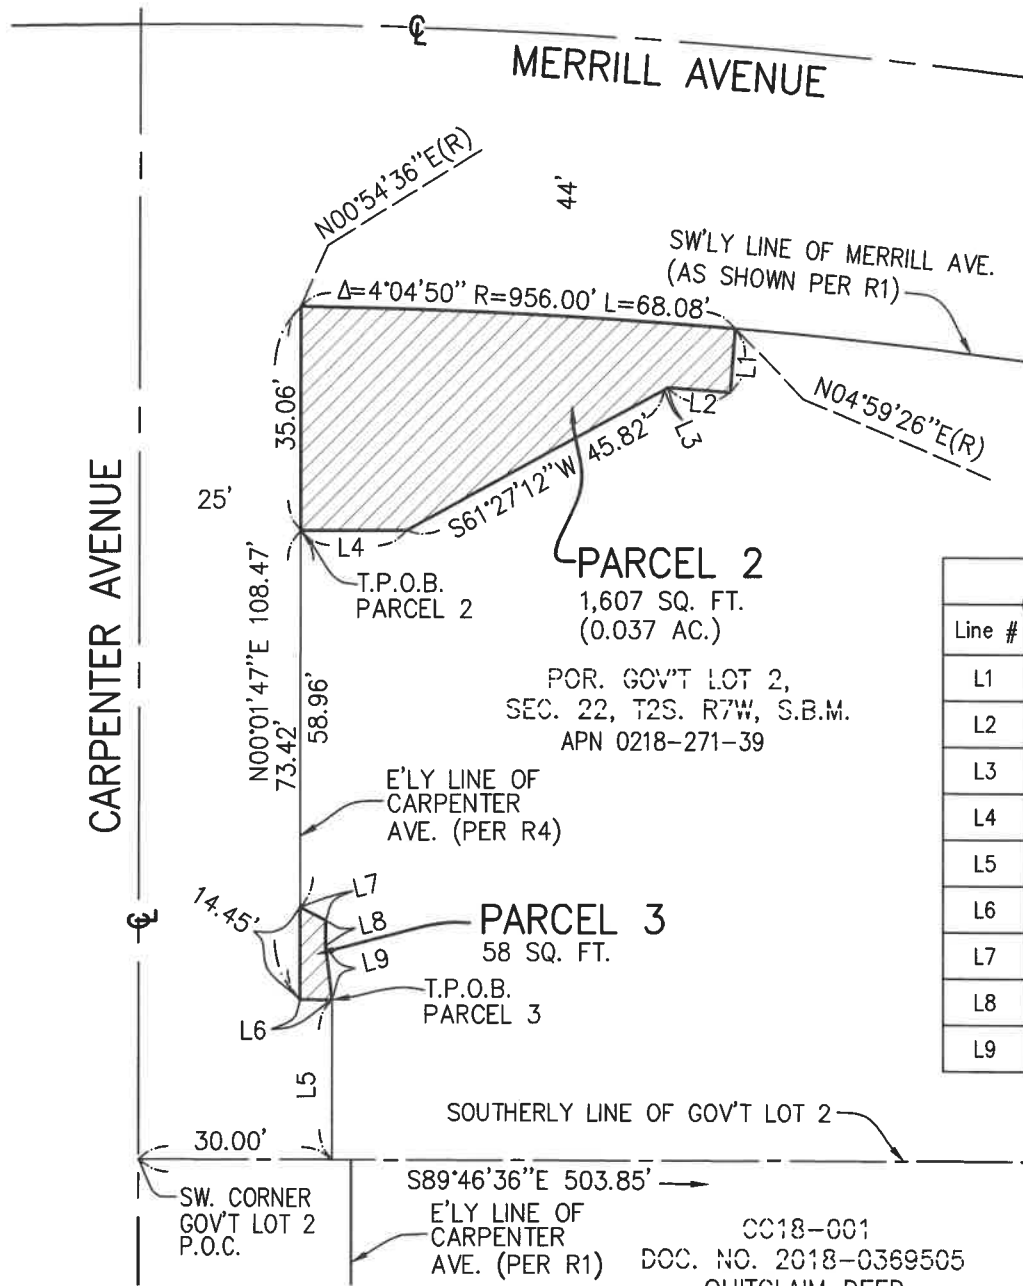 ℄
MERRILL AVENUE
N00°54'36"E(R)
44'
SW'LY LINE OF MERRILL AVE.
(AS SHOWN PER R1)
Δ=4°04'50" R=956.00' L=68.08'
L1
L2
L3
N04°59'26"E(R)
35.06'
S61°27'12"W 45.82'
25'
L4
CARPENTER AVENUE
T.P.O.B.
PARCEL 2
PARCEL 2
1,607 SQ. FT.
(0.037 AC.)
POR. GOV'T LOT 2,
SEC. 22, T2S. R7W, S.B.M.
APN 0218-271-39
N00°01'47"E 108.47'
73.42'
58.96'
E'LY LINE OF
CARPENTER
AVE. (PER R4)
Line #
L1
L2
L3
L4
L5
L6
L7
L8
L9
℄
14.45'
L7
L8
L9
PARCEL 3
58 SQ. FT.
T.P.O.B.
PARCEL 3
L6
L5
SOUTHERLY LINE OF GOV'T LOT 2
30.00'
S89°46'36"E 503.85'
SW. CORNER
GOV'T LOT 2
P.O.C.
E'LY LINE OF
CARPENTER
AVE. (PER R1)
CC18-001
DOC. NO. 2018-0369505
QUITCLAIM DEED